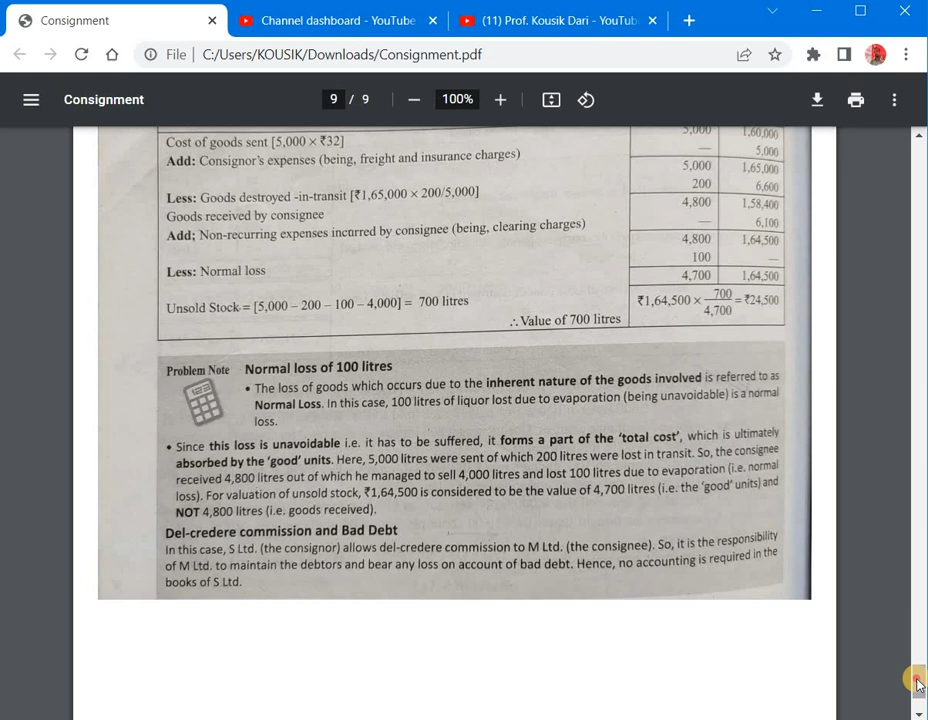 Consignment
Channel dashboard - YouTube
(11) Prof. Kousik Dari - YouTub
File
C:/Users/KOUSIK/Downloads/Consignment.pdf
Consignment
9 / 9
100%
Cost of goods sent [5,000 × ₹32] 5,000 1,60,000
Add: Consignor's expenses (being, freight and insurance charges) — 5,000
5,000 1,65,000
Less: Goods destroyed -in-transit [₹1,65,000 × 200/5,000] 200 6,600
Goods received by consignee 4,800 1,58,400
Add; Non-recurring expenses incurred by consignee (being, clearing charges) — 6,100
4,800 1,64,500
Less: Normal loss 100 —
4,700 1,64,500
Unsold Stock = [5,000 – 200 – 100 – 4,000] = 700 litres
∴ Value of 700 litres ₹1,64,500 × 700/4,700 = ₹24,500
Problem Note
Normal loss of 100 litres
• The loss of goods which occurs due to the inherent nature of the goods involved is referred to as
Normal Loss. In this case, 100 litres of liquor lost due to evaporation (being unavoidable) is a normal
loss.
• Since this loss is unavoidable i.e. it has to be suffered, it forms a part of the 'total cost', which is ultimately
absorbed by the 'good' units. Here, 5,000 litres were sent of which 200 litres were lost in transit. So, the consignee
received 4,800 litres out of which he managed to sell 4,000 litres and lost 100 litres due to evaporation (i.e. normal
loss). For valuation of unsold stock, ₹1,64,500 is considered to be the value of 4,700 litres (i.e. the 'good' units) and
NOT 4,800 litres (i.e. goods received).
Del-credere commission and Bad Debt
In this case, S Ltd. (the consignor) allows del-credere commission to M Ltd. (the consignee). So, it is the responsibility
of M Ltd. to maintain the debtors and bear any loss on account of bad debt. Hence, no accounting is required in the
books of S Ltd.